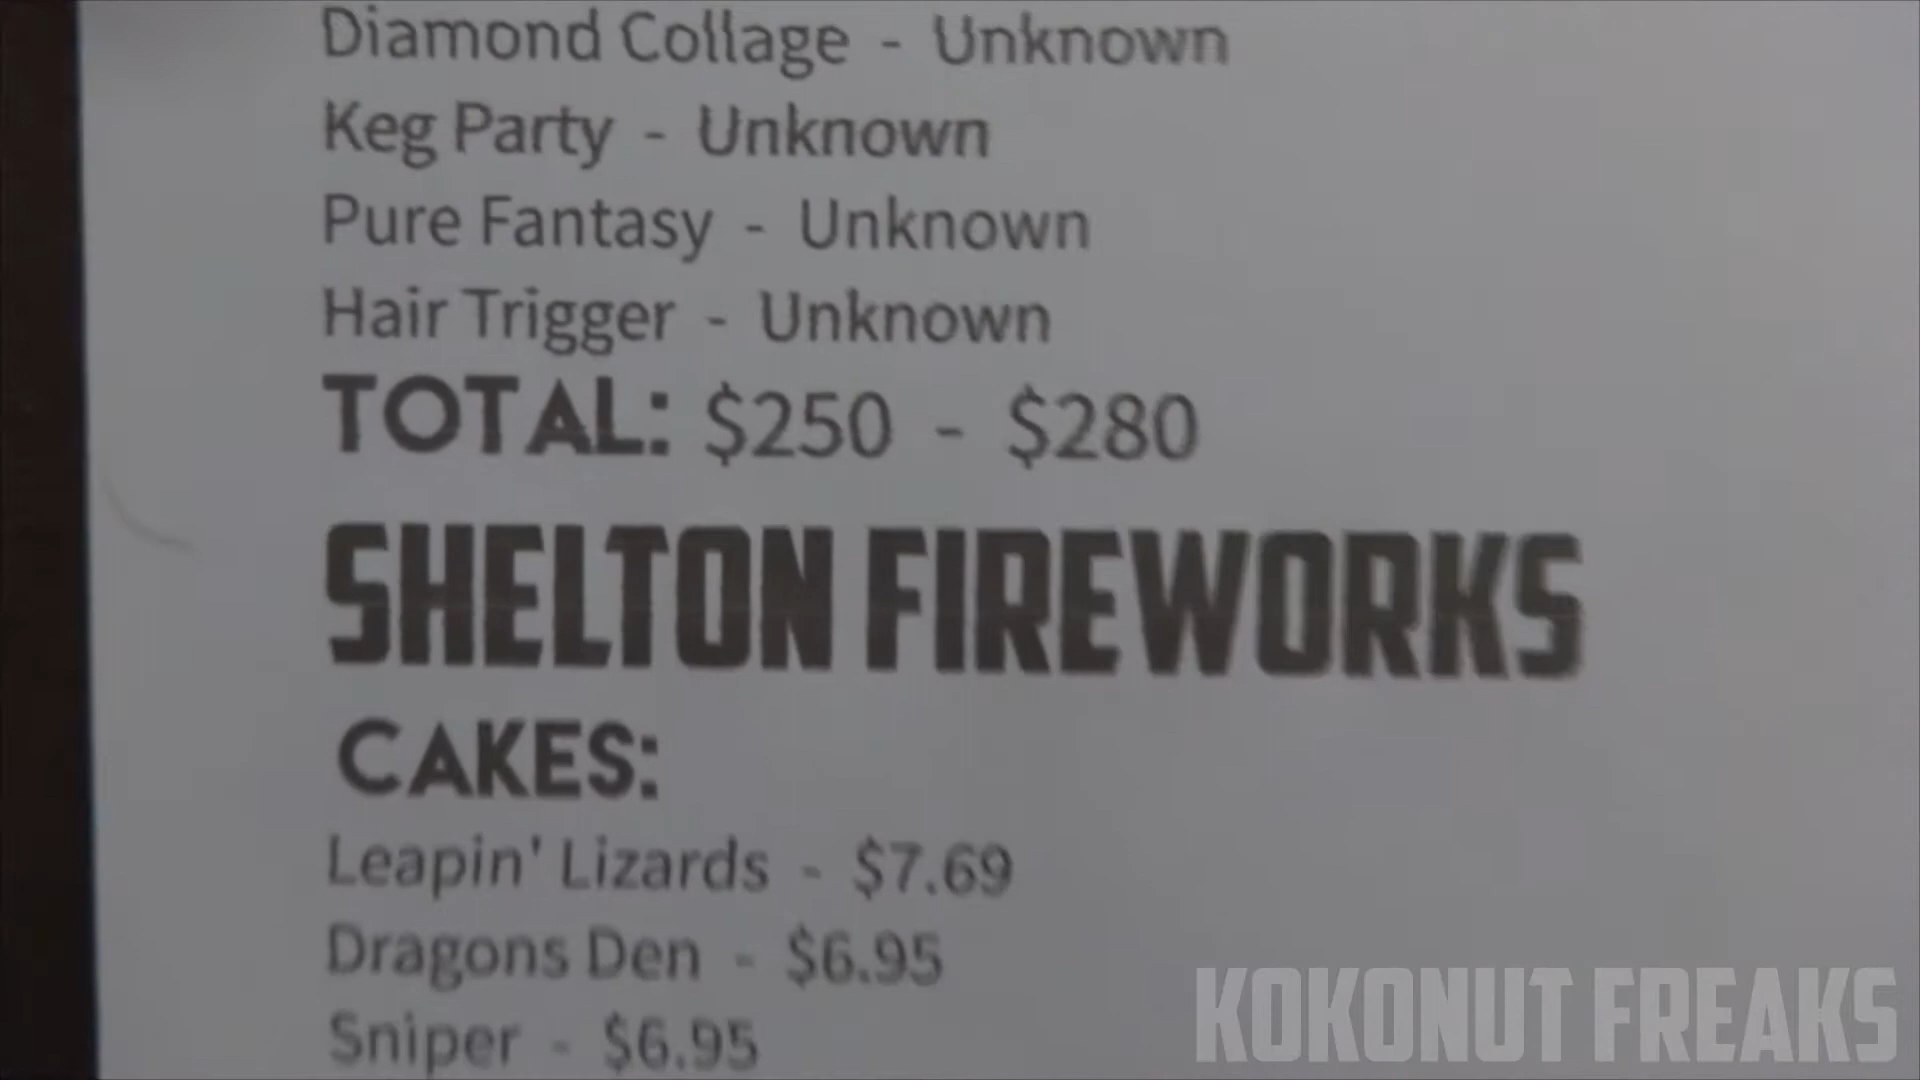 Diamond Collage - Unknown
Keg Party - Unknown
Pure Fantasy - Unknown
Hair Trigger - Unknown
TOTAL: $250 - $280
SHELTON FIREWORKS
CAKES:
Leapin' Lizards - $7.69
Dragons Den - $6.95
Sniper - $6.95
KOKONUT FREAKS